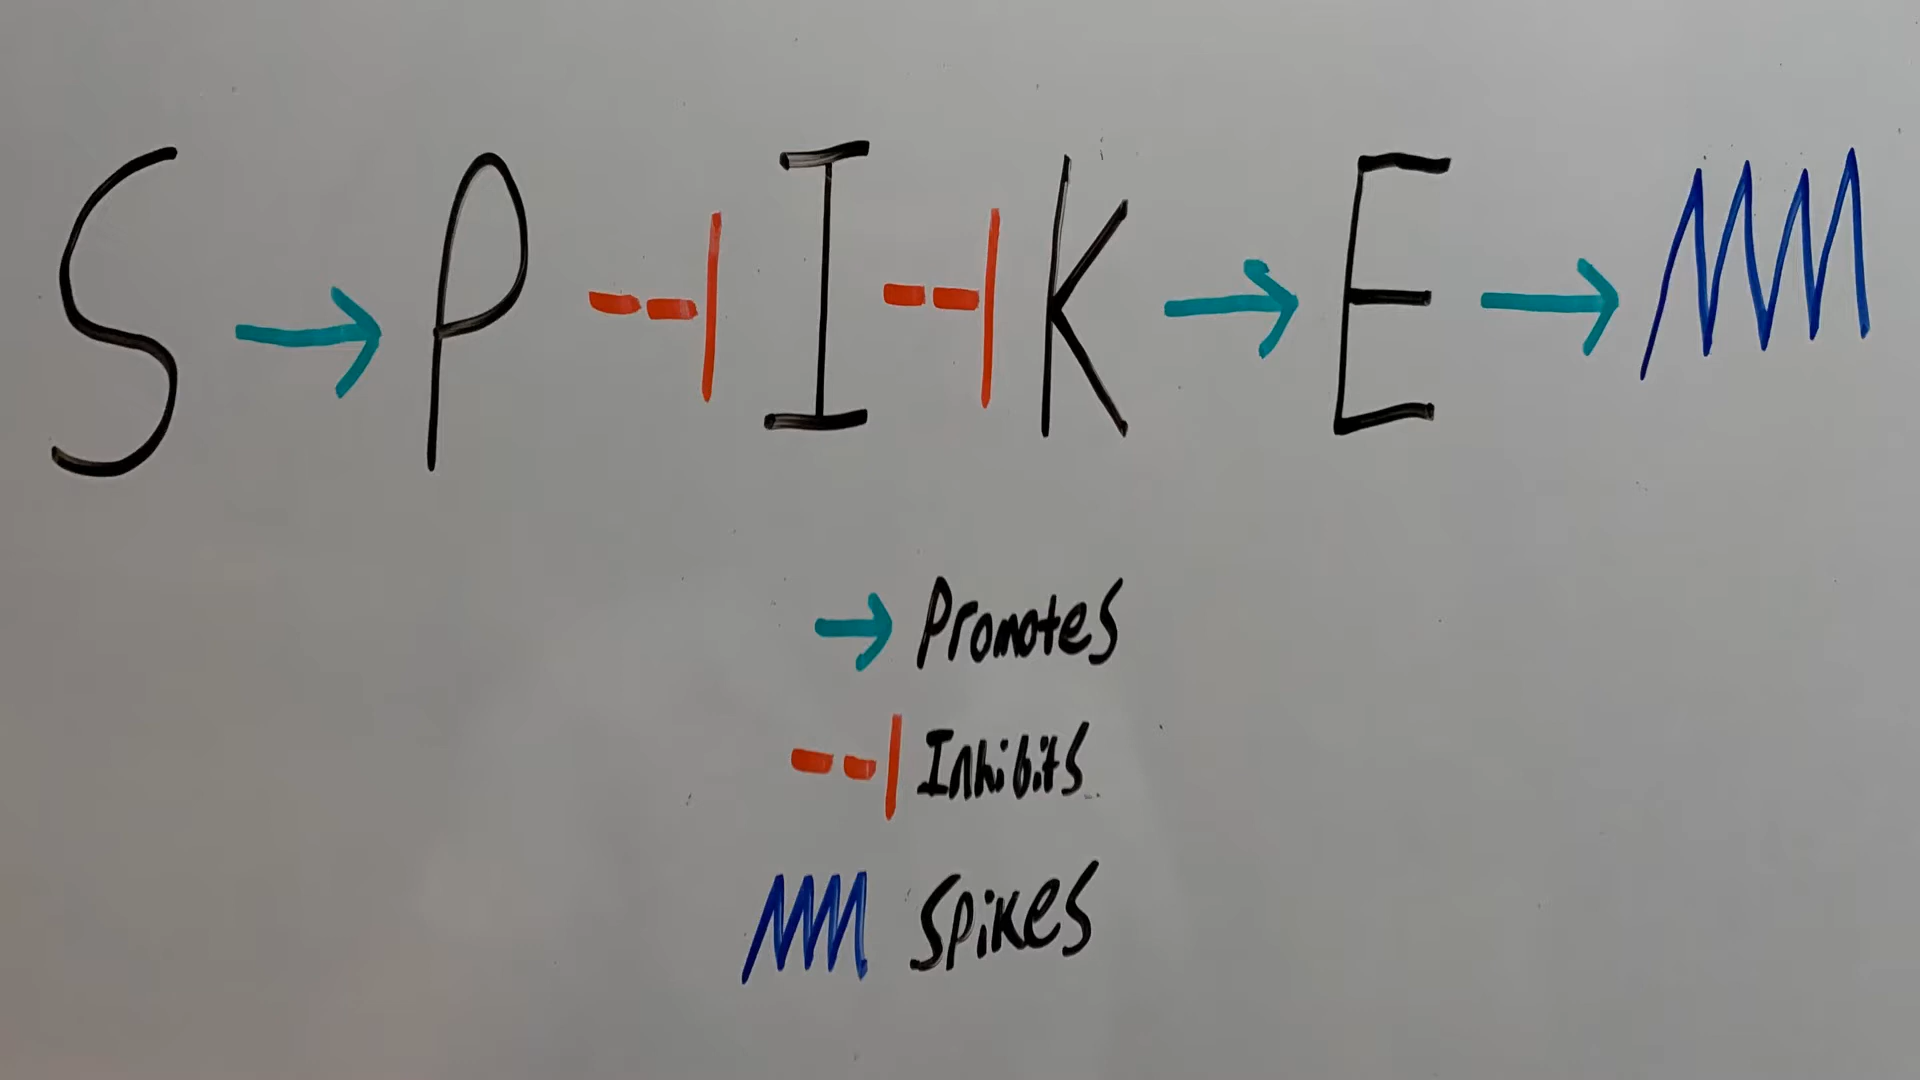 S → P --| I --| K → E →
→ Promotes
--| Inhibits
Spikes